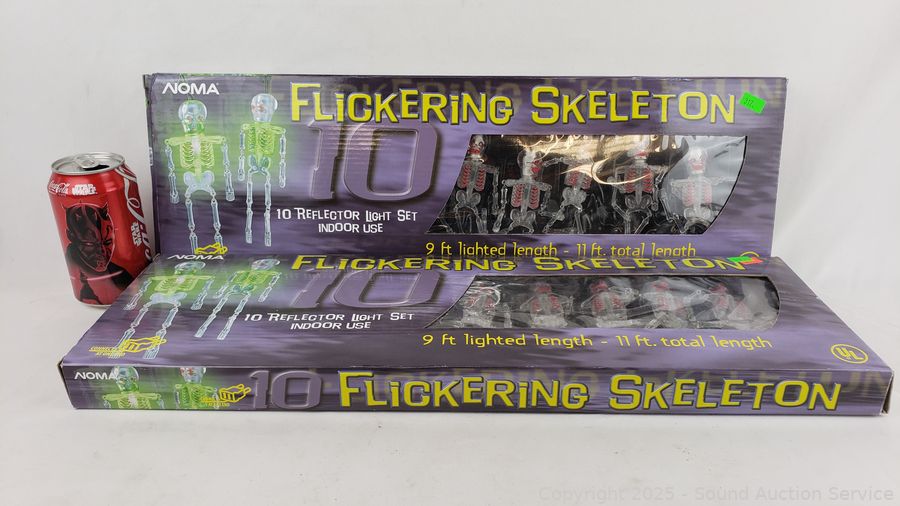 NOMA
FLiCKERiNG SKELETON
10
10 REFLECTOR LIGHT SET
INDOOR USE
9 ft lighted length - 11 ft. total length
Coca-Cola
STAR WARS
NOMA
FLiCKERiNG SKELETON
10
10 REFLECTOR LIGHT SET
INDOOR USE
9 ft lighted length - 11 ft. total length
UL
NOMA
10 FLiCKERiNG SKELETON
Copyright 2025 - Sound Auction Service